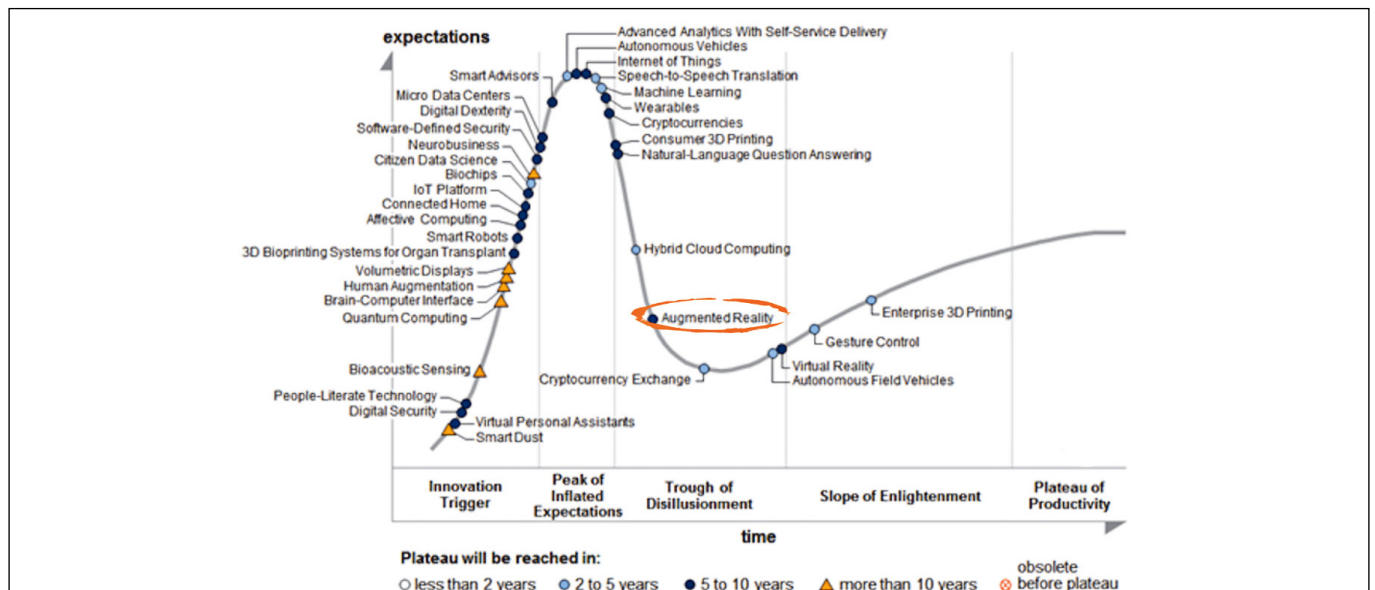 expectations
Advanced Analytics With Self-Service Delivery
Autonomous Vehicles
Internet of Things
Speech-to-Speech Translation
Machine Learning
Wearables
Cryptocurrencies
Consumer 3D Printing
Natural-Language Question Answering
Smart Advisors
Micro Data Centers
Digital Dexterity
Software-Defined Security
Neurobusiness
Citizen Data Science
Biochips
IoT Platform
Connected Home
Affective Computing
Smart Robots
3D Bioprinting Systems for Organ Transplant
Volumetric Displays
Human Augmentation
Brain-Computer Interface
Quantum Computing
Bioacoustic Sensing
People-Literate Technology
Digital Security
Virtual Personal Assistants
Smart Dust
Hybrid Cloud Computing
Augmented Reality
Cryptocurrency Exchange
Enterprise 3D Printing
Gesture Control
Virtual Reality
Autonomous Field Vehicles
Innovation
Trigger
Peak of
Inflated
Expectations
Trough of
Disillusionment
Slope of Enlightenment
Plateau of
Productivity
time
Plateau will be reached in:
less than 2 years
2 to 5 years
5 to 10 years
more than 10 years
obsolete
before plateau